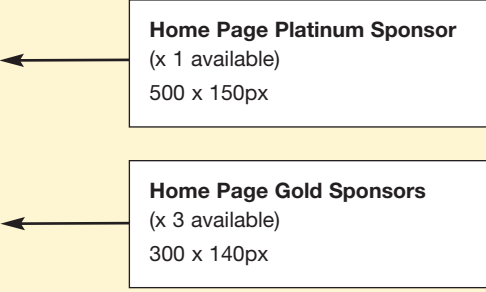 Home Page Platinum Sponsor
(x 1 available)
500 x 150px
Home Page Gold Sponsors
(x 3 available)
300 x 140px